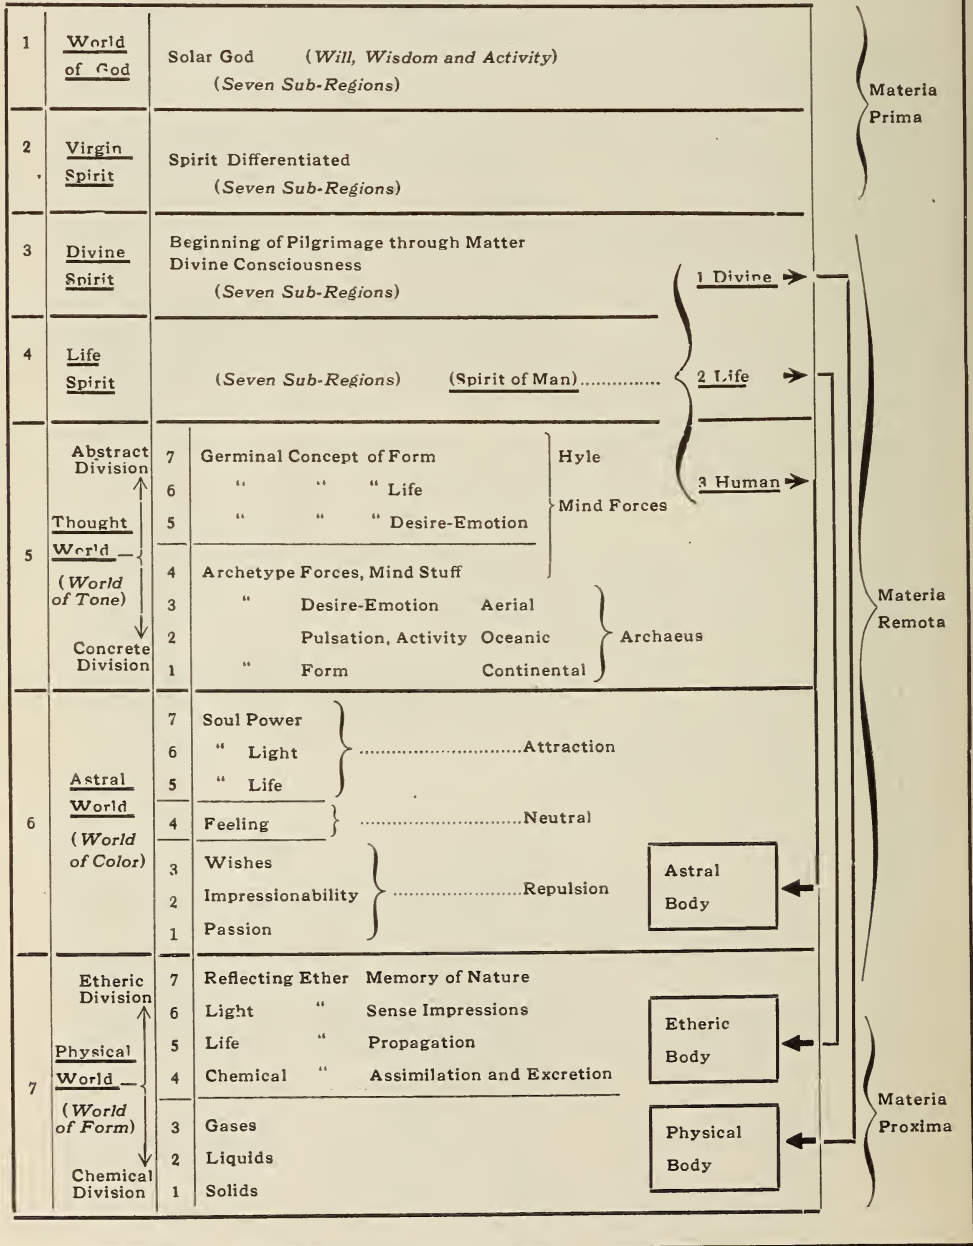 1 World of God Solar God (Will, Wisdom and Activity)
(Seven Sub-Regions)
Materia Prima
2 Virgin Spirit Spirit Differentiated
(Seven Sub-Regions)
3 Divine Spirit Beginning of Pilgrimage through Matter
Divine Consciousness
(Seven Sub-Regions)
1 Divine
4 Life Spirit (Seven Sub-Regions) (Spirit of Man)..............
2 Life
3 Human
5 Thought World
(World of Tone)
Abstract Division
7 Germinal Concept of Form
6 “ “ “ Life
5 “ “ “ Desire-Emotion
Hyle
Mind Forces
4 Archetype Forces, Mind Stuff
3 “ Desire-Emotion Aerial
2 Pulsation, Activity Oceanic
1 “ Form Continental
Archaeus
Concrete Division
Materia Remota
6 Astral World
(World of Color)
7 Soul Power
6 “ Light
5 “ Life
............................Attraction
4 Feeling
............................Neutral
3 Wishes
2 Impressionability
1 Passion
......................Repulsion
Astral Body
7 Physical World
(World of Form)
Etheric Division
7 Reflecting Ether Memory of Nature
6 Light “ Sense Impressions
5 Life “ Propagation
4 Chemical “ Assimilation and Excretion
Etheric Body
3 Gases
2 Liquids
1 Solids
Chemical Division
Physical Body
Materia Proxima